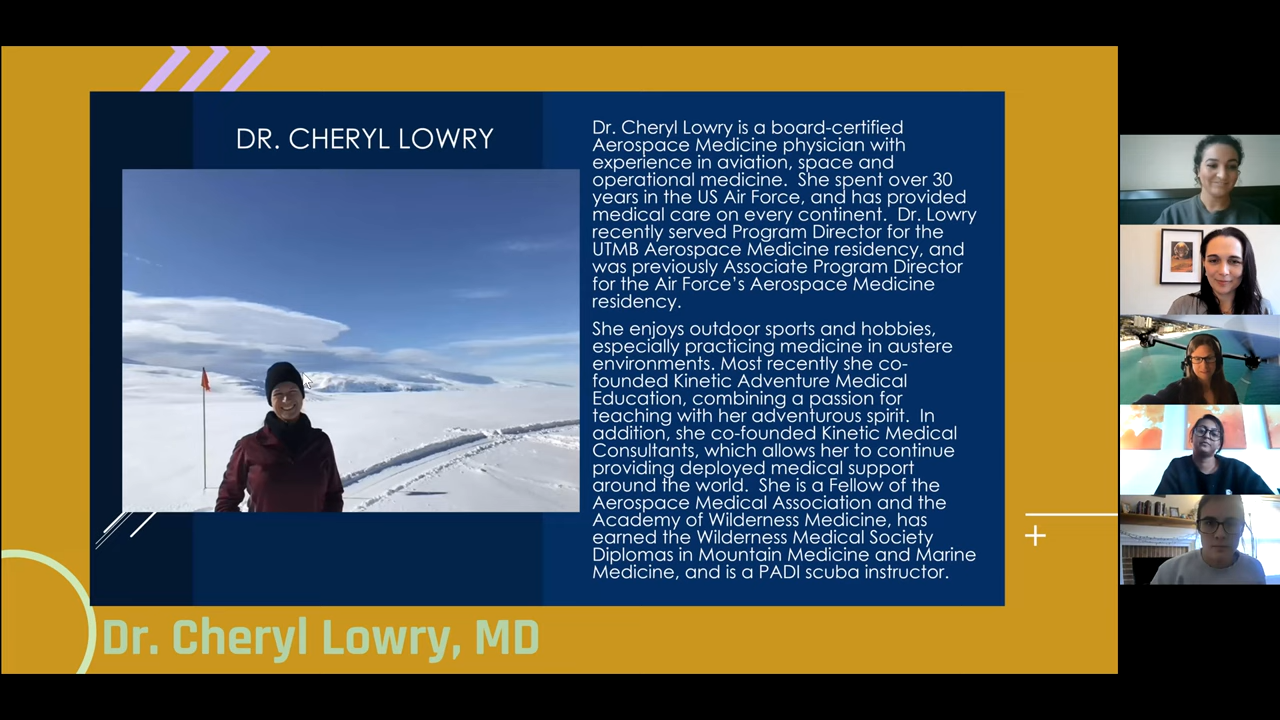 DR. CHERYL LOWRY
Dr. Cheryl Lowry is a board-certified
Aerospace Medicine physician with
experience in aviation, space and
operational medicine. She spent over 30
years in the US Air Force, and has provided
medical care on every continent. Dr. Lowry
recently served Program Director for the
UTMB Aerospace Medicine residency, and
was previously Associate Program Director
for the Air Force’s Aerospace Medicine
residency.
She enjoys outdoor sports and hobbies,
especially practicing medicine in austere
environments. Most recently she co-
founded Kinetic Adventure Medical
Education, combining a passion for
teaching with her adventurous spirit. In
addition, she co-founded Kinetic Medical
Consultants, which allows her to continue
providing deployed medical support
around the world. She is a Fellow of the
Aerospace Medical Association and the
Academy of Wilderness Medicine, has
earned the Wilderness Medical Society
Diplomas in Mountain Medicine and Marine
Medicine, and is a PADI scuba instructor.
Dr. Cheryl Lowry, MD